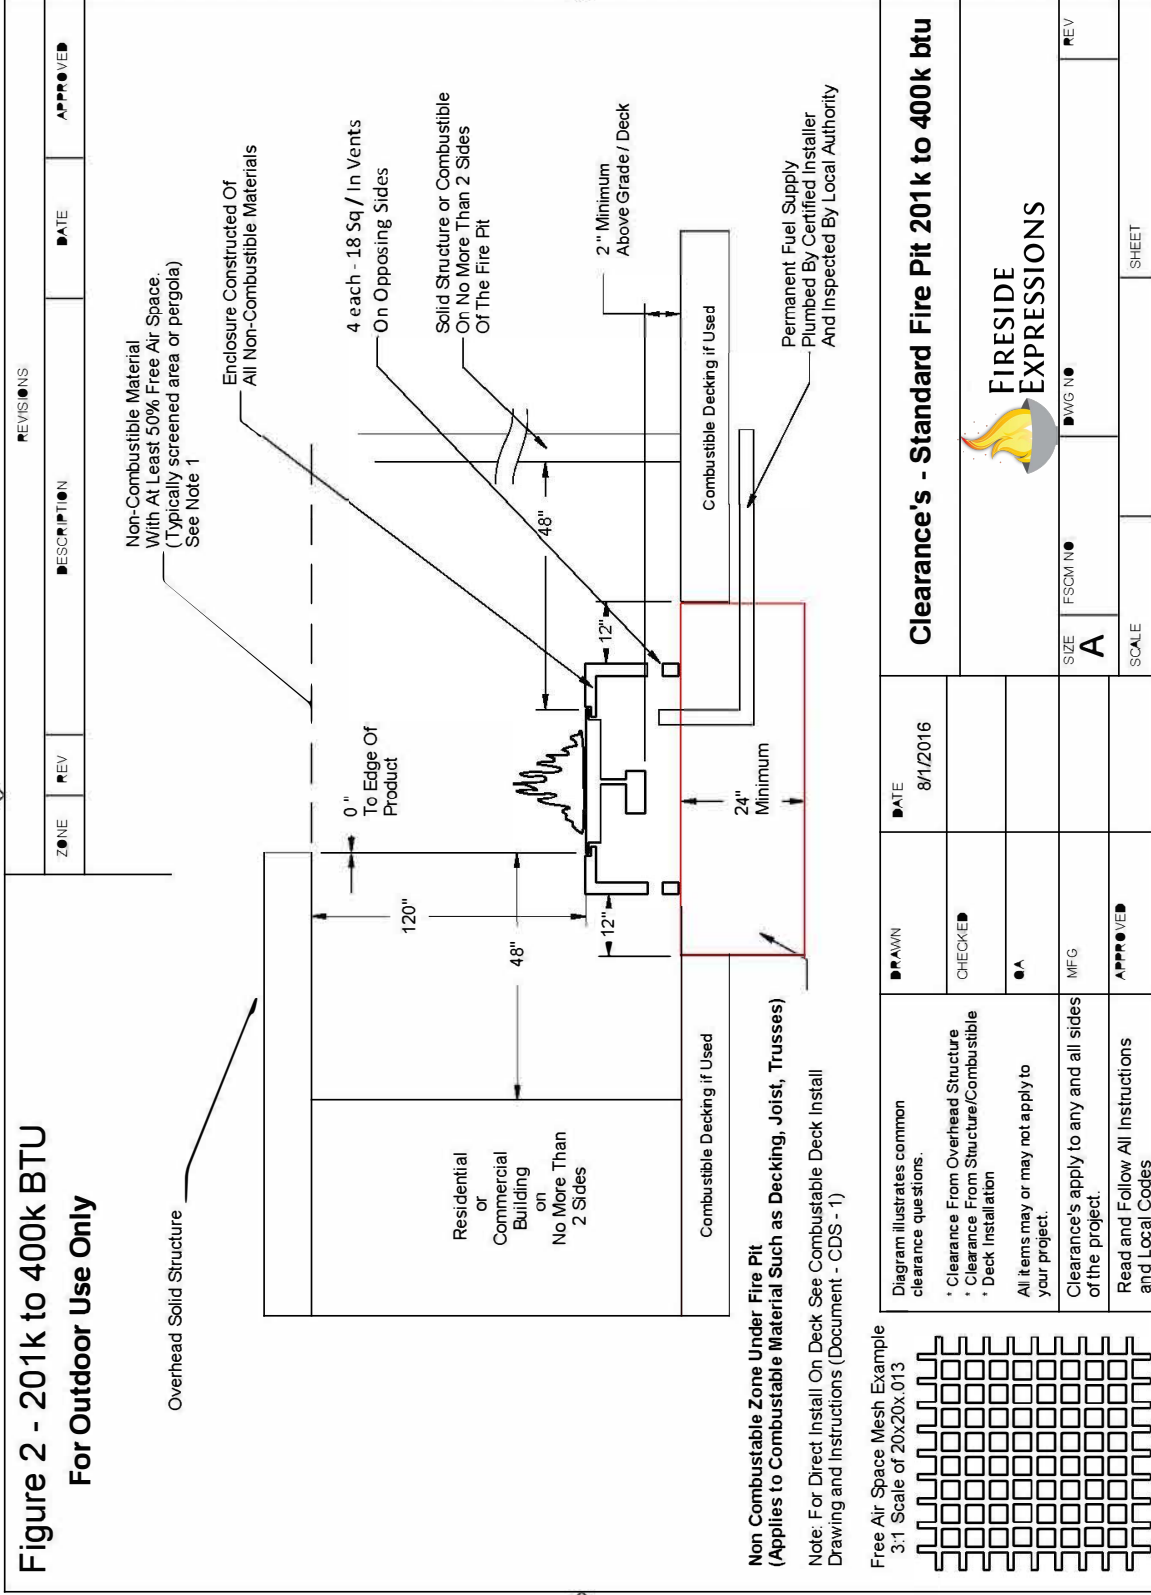 Figure 2 - 201k to 400k BTU
For Outdoor Use Only
REVISIONS
ZONE
REV
DESCRIPTION
DATE
APPROVED
Overhead Solid Structure
Non-Combustible Material
With At Least 50% Free Air Space.
(Typically screened area or pergola)
See Note 1
Enclosure Constructed Of
All Non-Combustible Materials
4 each - 18 Sq / In Vents
On Opposing Sides
Solid Structure or Combustible
On No More Than 2 Sides
Of The Fire Pit
0 "
To Edge Of
Product
120"
48"
48"
Residential
or
Commercial
Building
on
No More Than
2 Sides
12"
12"
2 " Minimum
Above Grade / Deck
Combustible Decking if Used
Combustible Decking if Used
24"
Minimum
Permanent Fuel Supply
Plumbed By Certified Installer
And Inspected By Local Authority
Non Combustable Zone Under Fire Pit
(Applies to Combustable Material Such as Decking, Joist, Trusses)
Note: For Direct Install On Deck See Combustable Deck Install
Drawing and Instructions (Document - CDS - 1)
Free Air Space Mesh Example
3:1 Scale of 20x20x.013
Diagram illustrates common
clearance questions.
* Clearance From Overhead Structure
* Clearance From Structure/Combustible
* Deck Installation
All items may or may not apply to
your project.
Clearance's apply to any and all sides
of the project.
Read and Follow All Instructions
and Local Codes
DRAWN
CHECKED
QA
MFG
APPROVED
DATE
8/1/2016
Clearance's - Standard Fire Pit 201k to 400k btu
FIRESIDE
EXPRESSIONS
SIZE
A
FSCM NO
DWG NO
REV
SCALE
SHEET